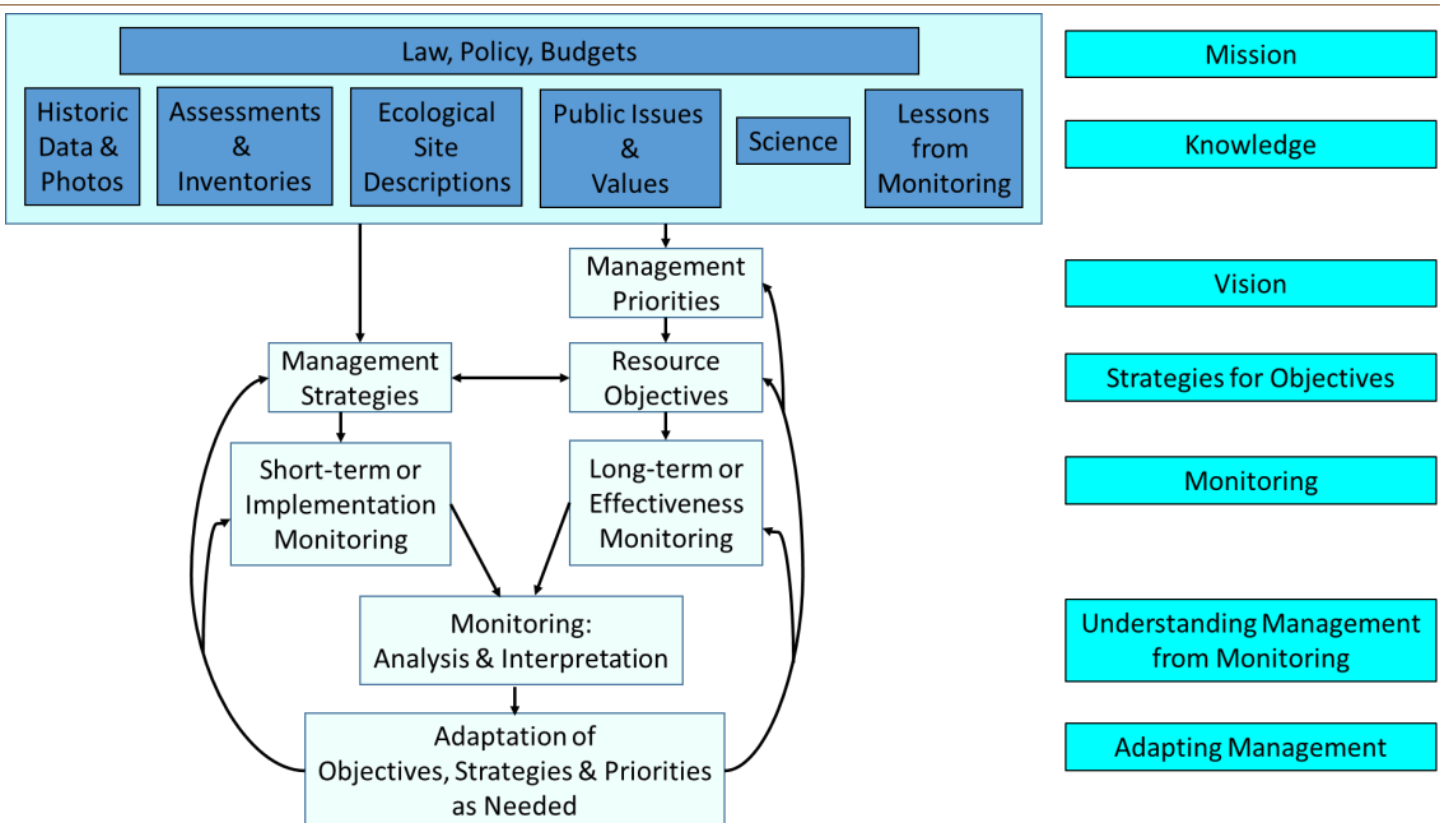 Law, Policy, Budgets
Mission
Historic
Data &
Photos
Assessments
&
Inventories
Ecological
Site
Descriptions
Public Issues
&
Values
Science
Lessons
from
Monitoring
Knowledge
Management
Priorities
Vision
Management
Strategies
Resource
Objectives
Strategies for Objectives
Short-term or
Implementation
Monitoring
Long-term or
Effectiveness
Monitoring
Monitoring
Monitoring:
Analysis & Interpretation
Understanding Management
from Monitoring
Adaptation of
Objectives, Strategies & Priorities
as Needed
Adapting Management